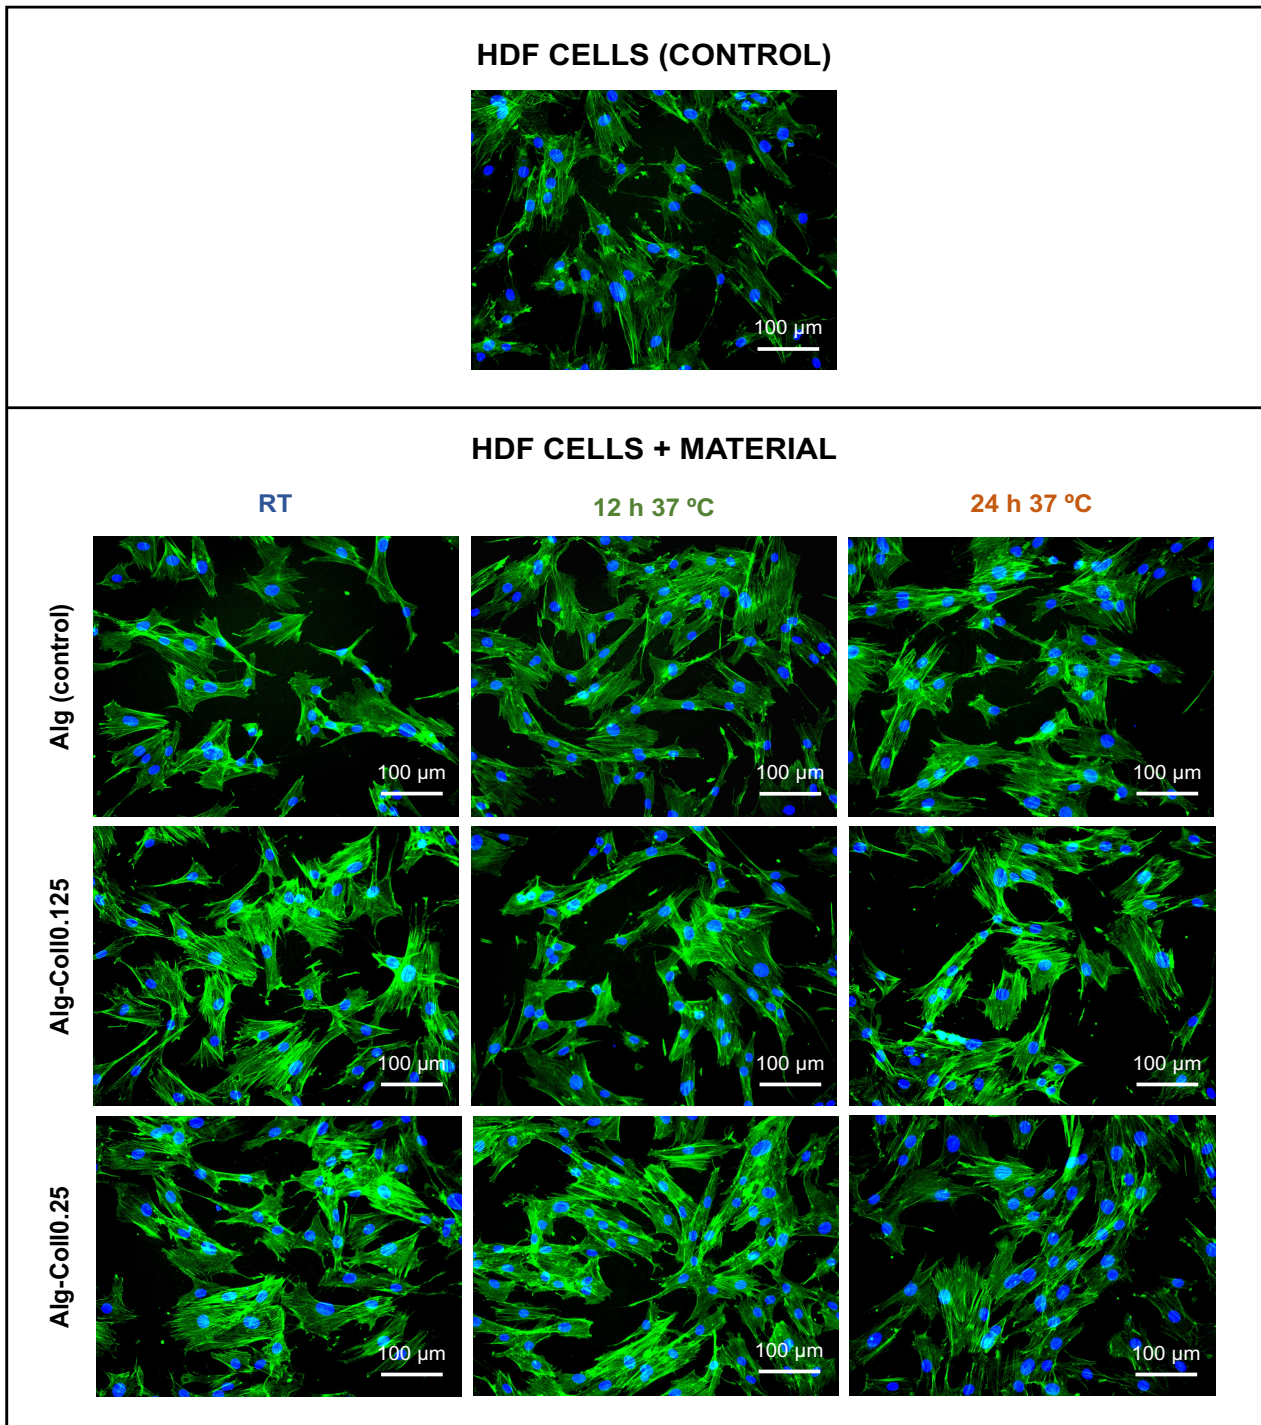 HDF CELLS (CONTROL)
100 µm
HDF CELLS + MATERIAL
RT
12 h 37 ºC
24 h 37 ºC
Alg (control)
100 µm
100 µm
100 µm
Alg-Coll0.125
100 µm
100 µm
100 µm
Alg-Coll0.25
100 µm
100 µm
100 µm